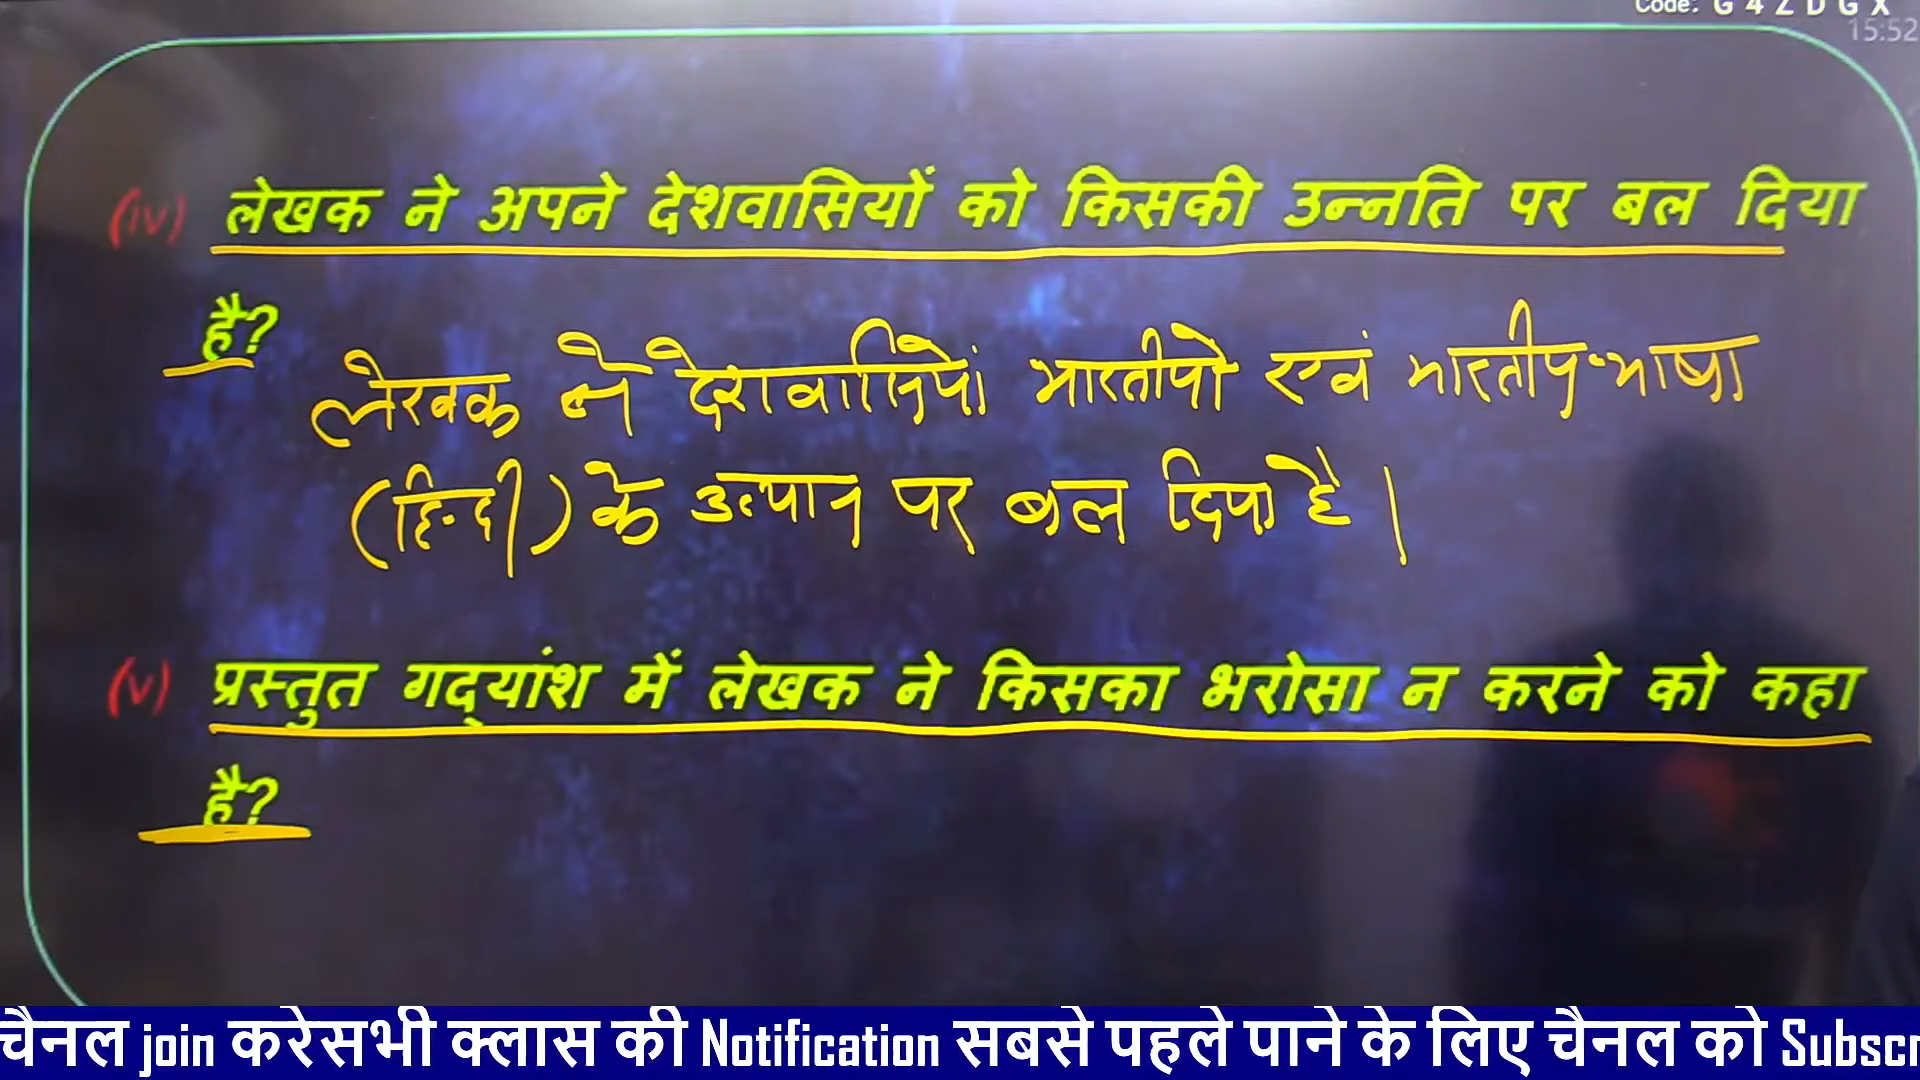 Code: G 4 Z D G X
15:52
(iv) लेखक ने अपने देशवासियों को किसकी उन्नति पर बल दिया
है?
लेखक ने देशवासियों भारतीयों एवं भारतीय-भाषा
(हिन्दी) के उत्थान पर बल दिया है।
(v) प्रस्तुत गद्यांश में लेखक ने किसका भरोसा न करने को कहा
है?
चैनल join करेसभी क्लास की Notification सबसे पहले पाने के लिए चैनल को Subscr